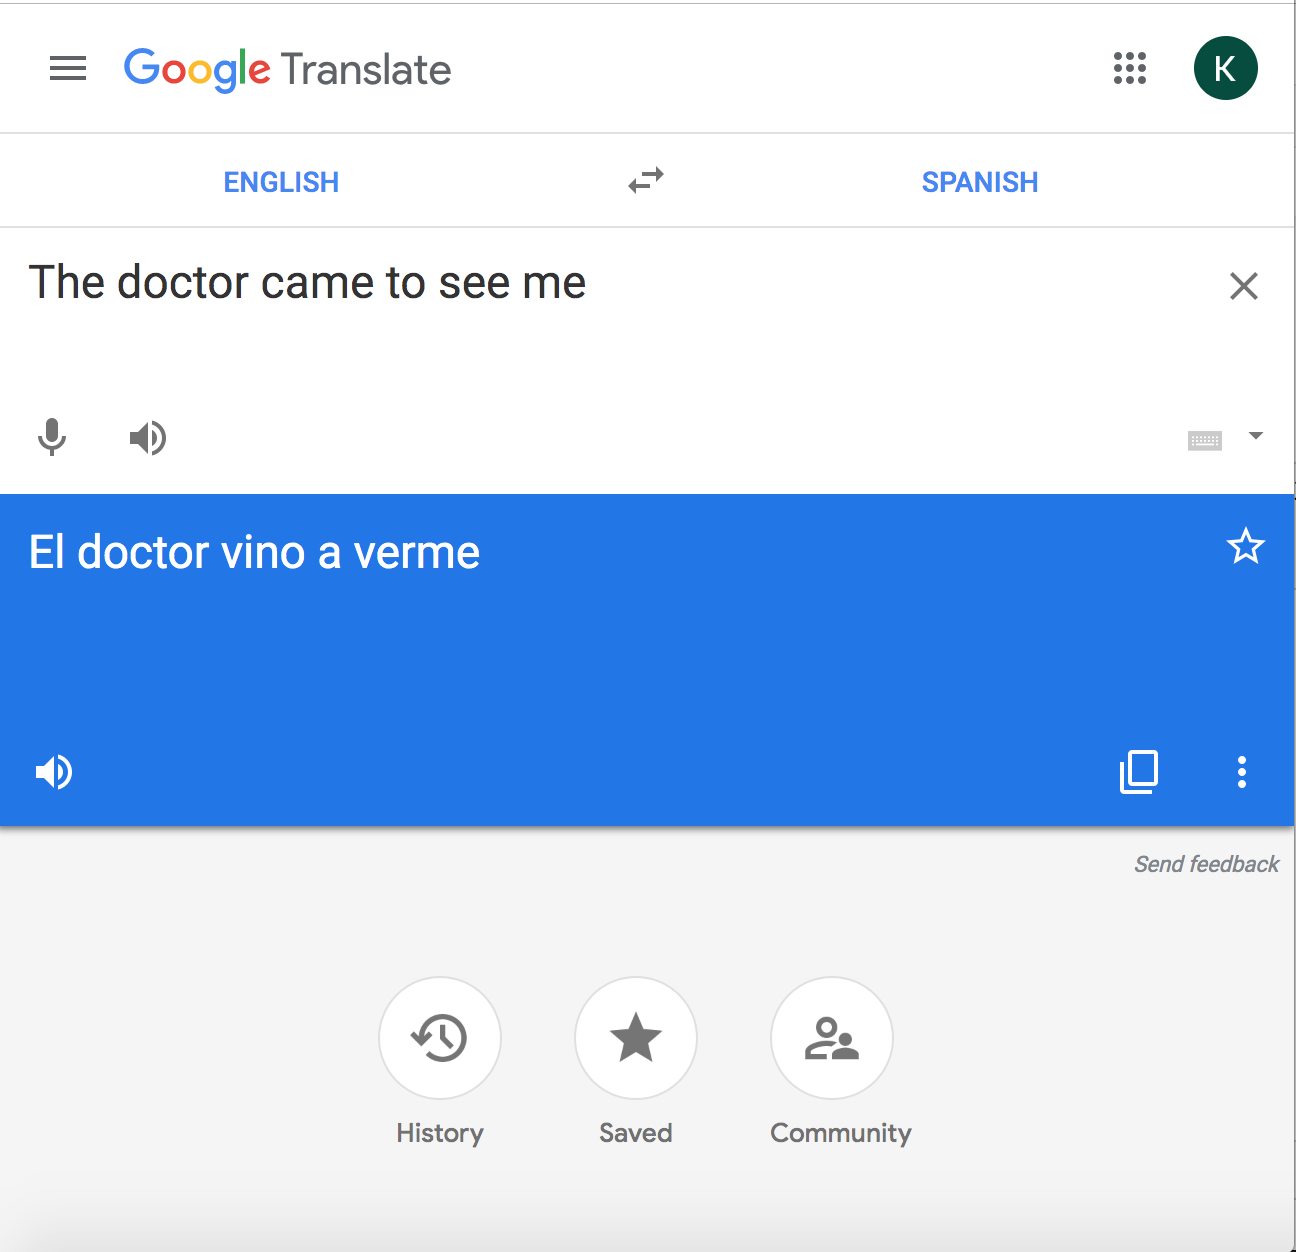 Google Translate
K
ENGLISH
SPANISH
The doctor came to see me
El doctor vino a verme
Send feedback
History
Saved
Community